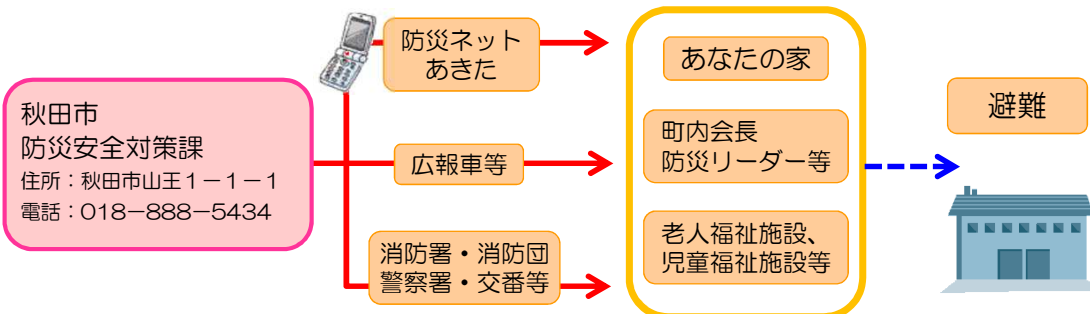 秋田市
防災安全対策課
住所：秋田市山王１－１－１
電話：018－888－5434
防災ネット
あきた
広報車等
消防署・消防団
警察署・交番等
あなたの家
町内会長
防災リーダー等
老人福祉施設、
児童福祉施設等
避難